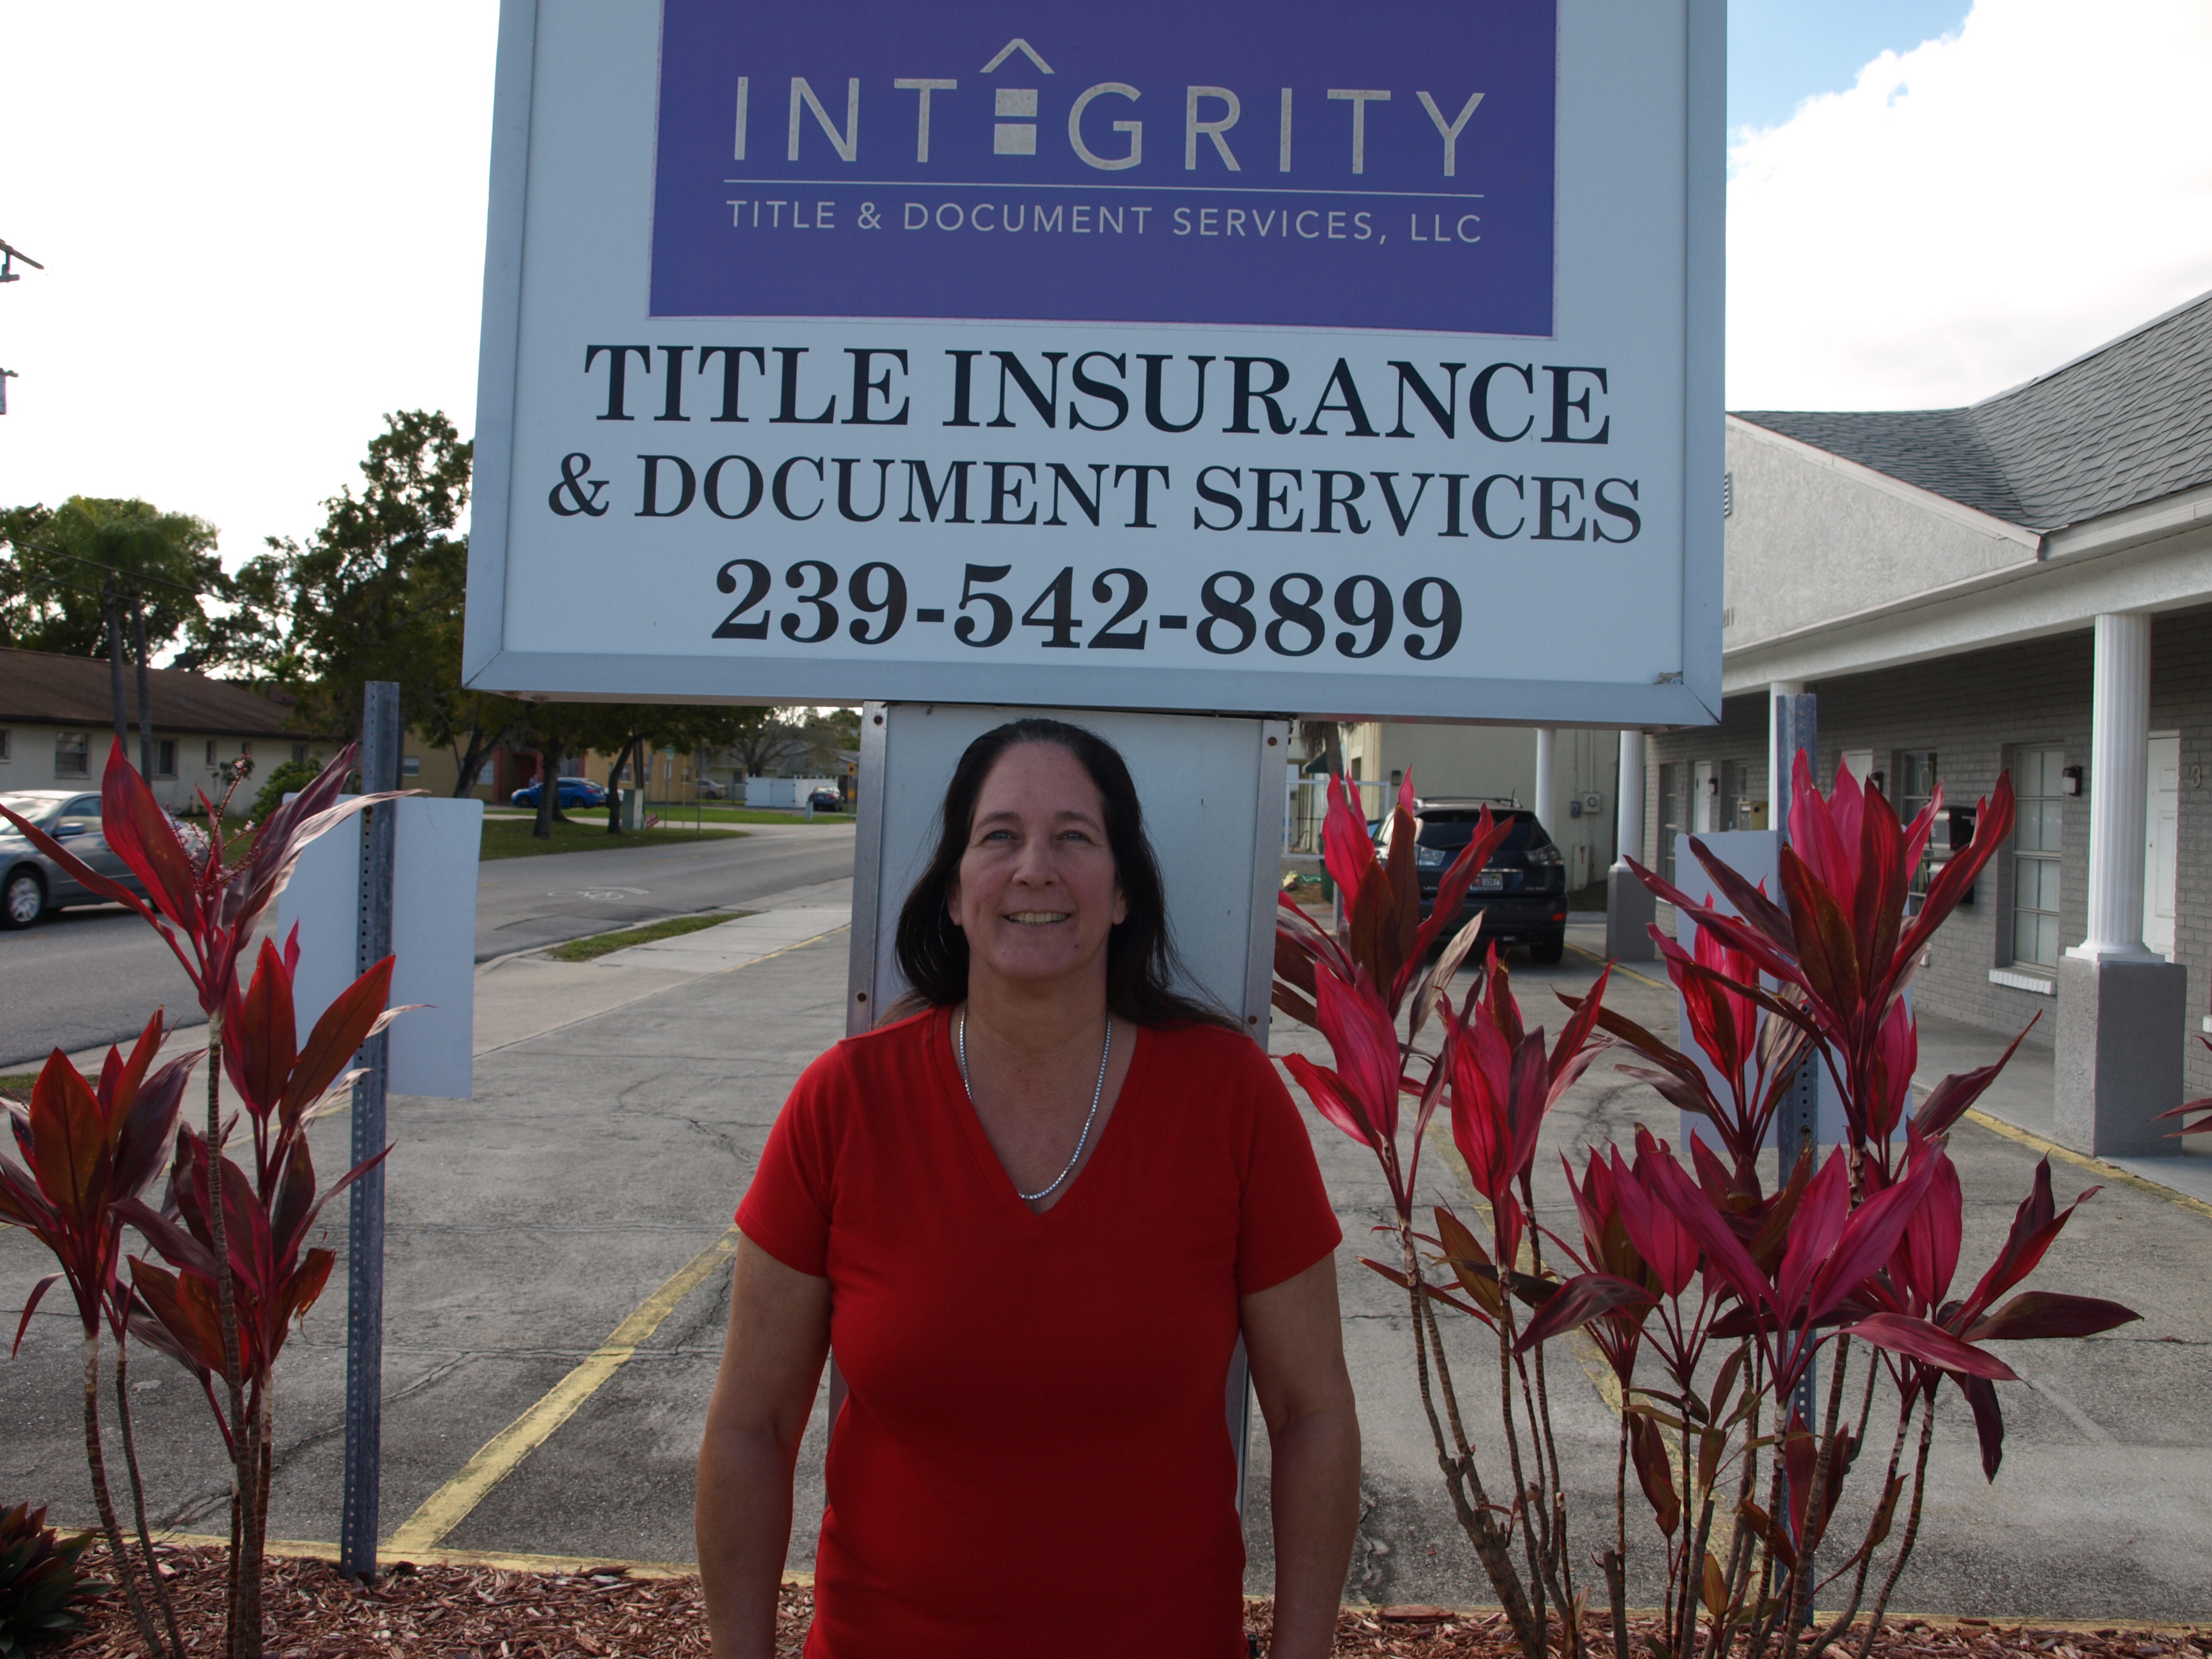 INTEGRITY
TITLE & DOCUMENT SERVICES, LLC
TITLE INSURANCE
& DOCUMENT SERVICES
239-542-8899